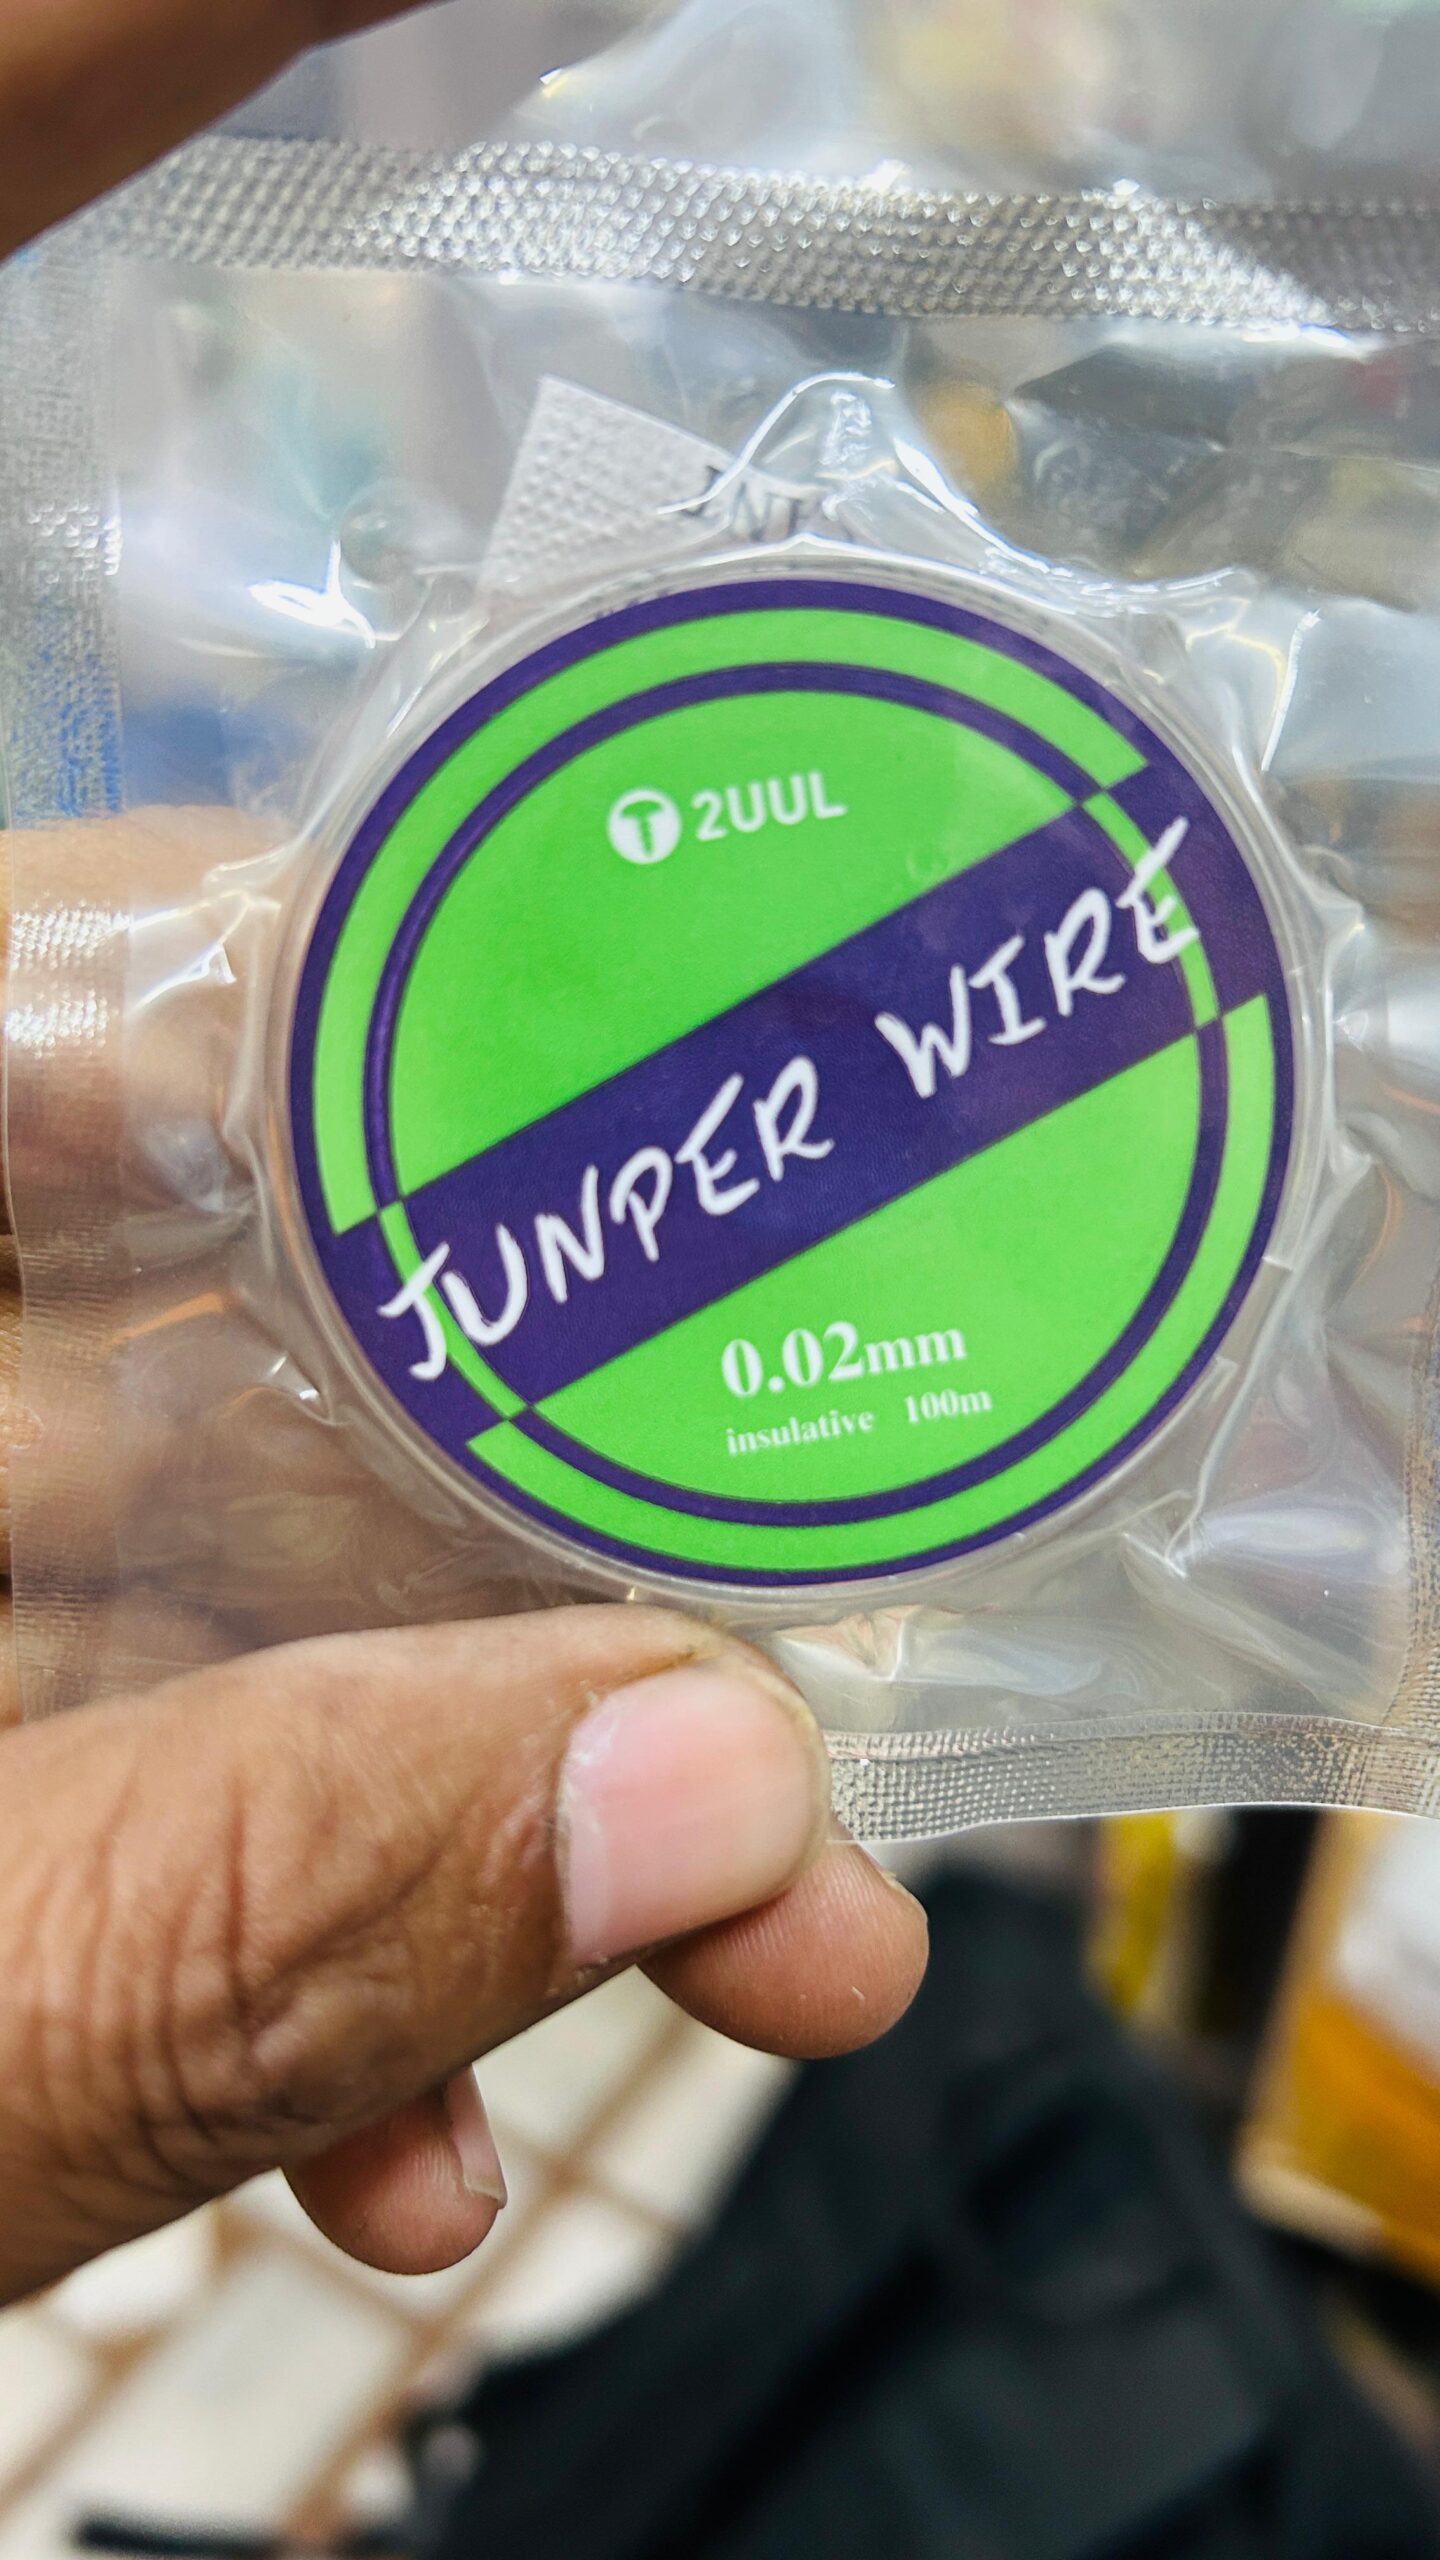 2UUL
JUNPER WIRE
0.02mm
insulative 100m